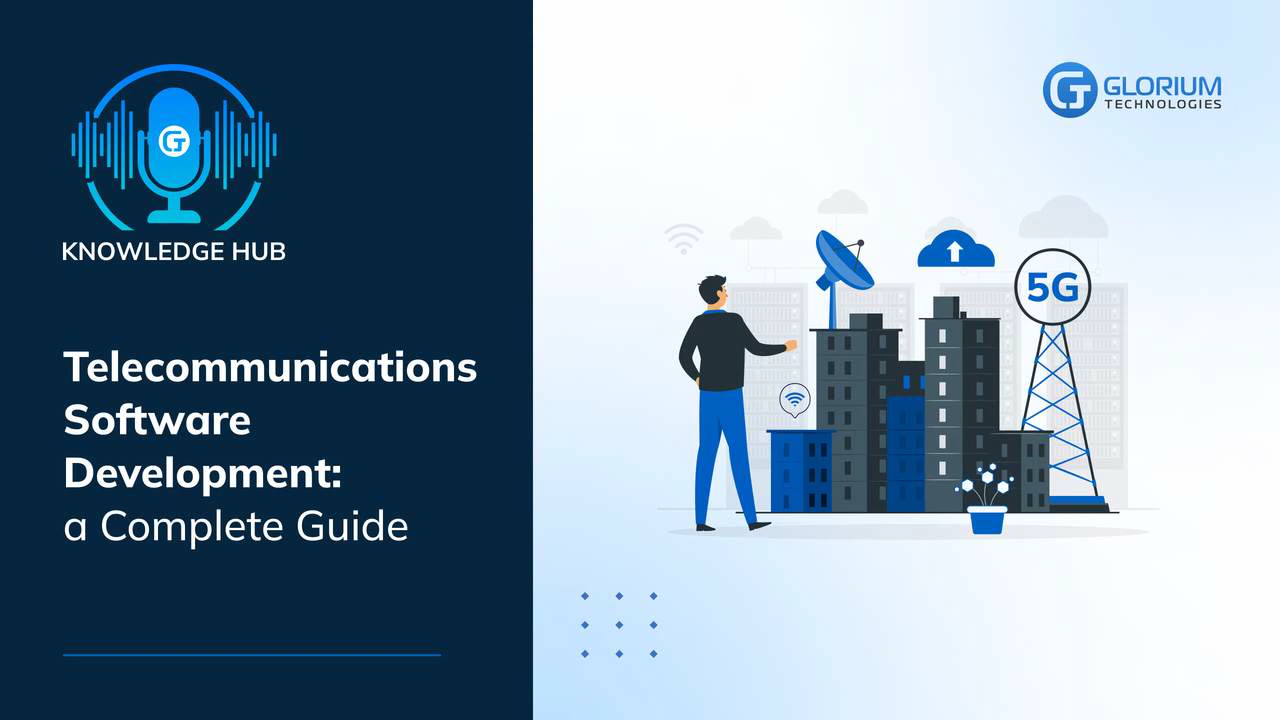 KNOWLEDGE HUB
Telecommunications
Software
Development:
a Complete Guide
GLORIUM
TECHNOLOGIES
5G